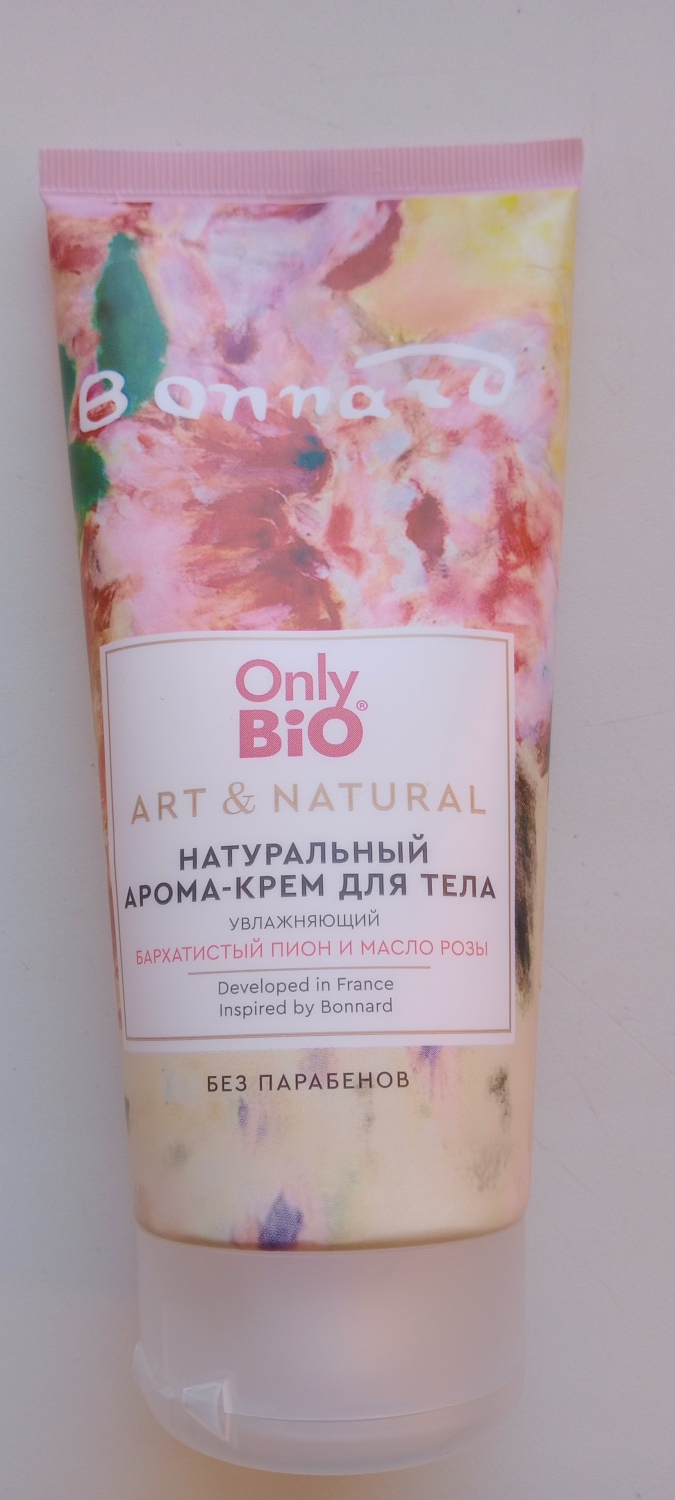 Bonnard
Only
BiO®
ART & NATURAL
НАТУРАЛЬНЫЙ
АРОМА-КРЕМ ДЛЯ ТЕЛА
УВЛАЖНЯЮЩИЙ
БАРХАТИСТЫЙ ПИОН И МАСЛО РОЗЫ
Developed in France
Inspired by Bonnard
БЕЗ ПАРАБЕНОВ